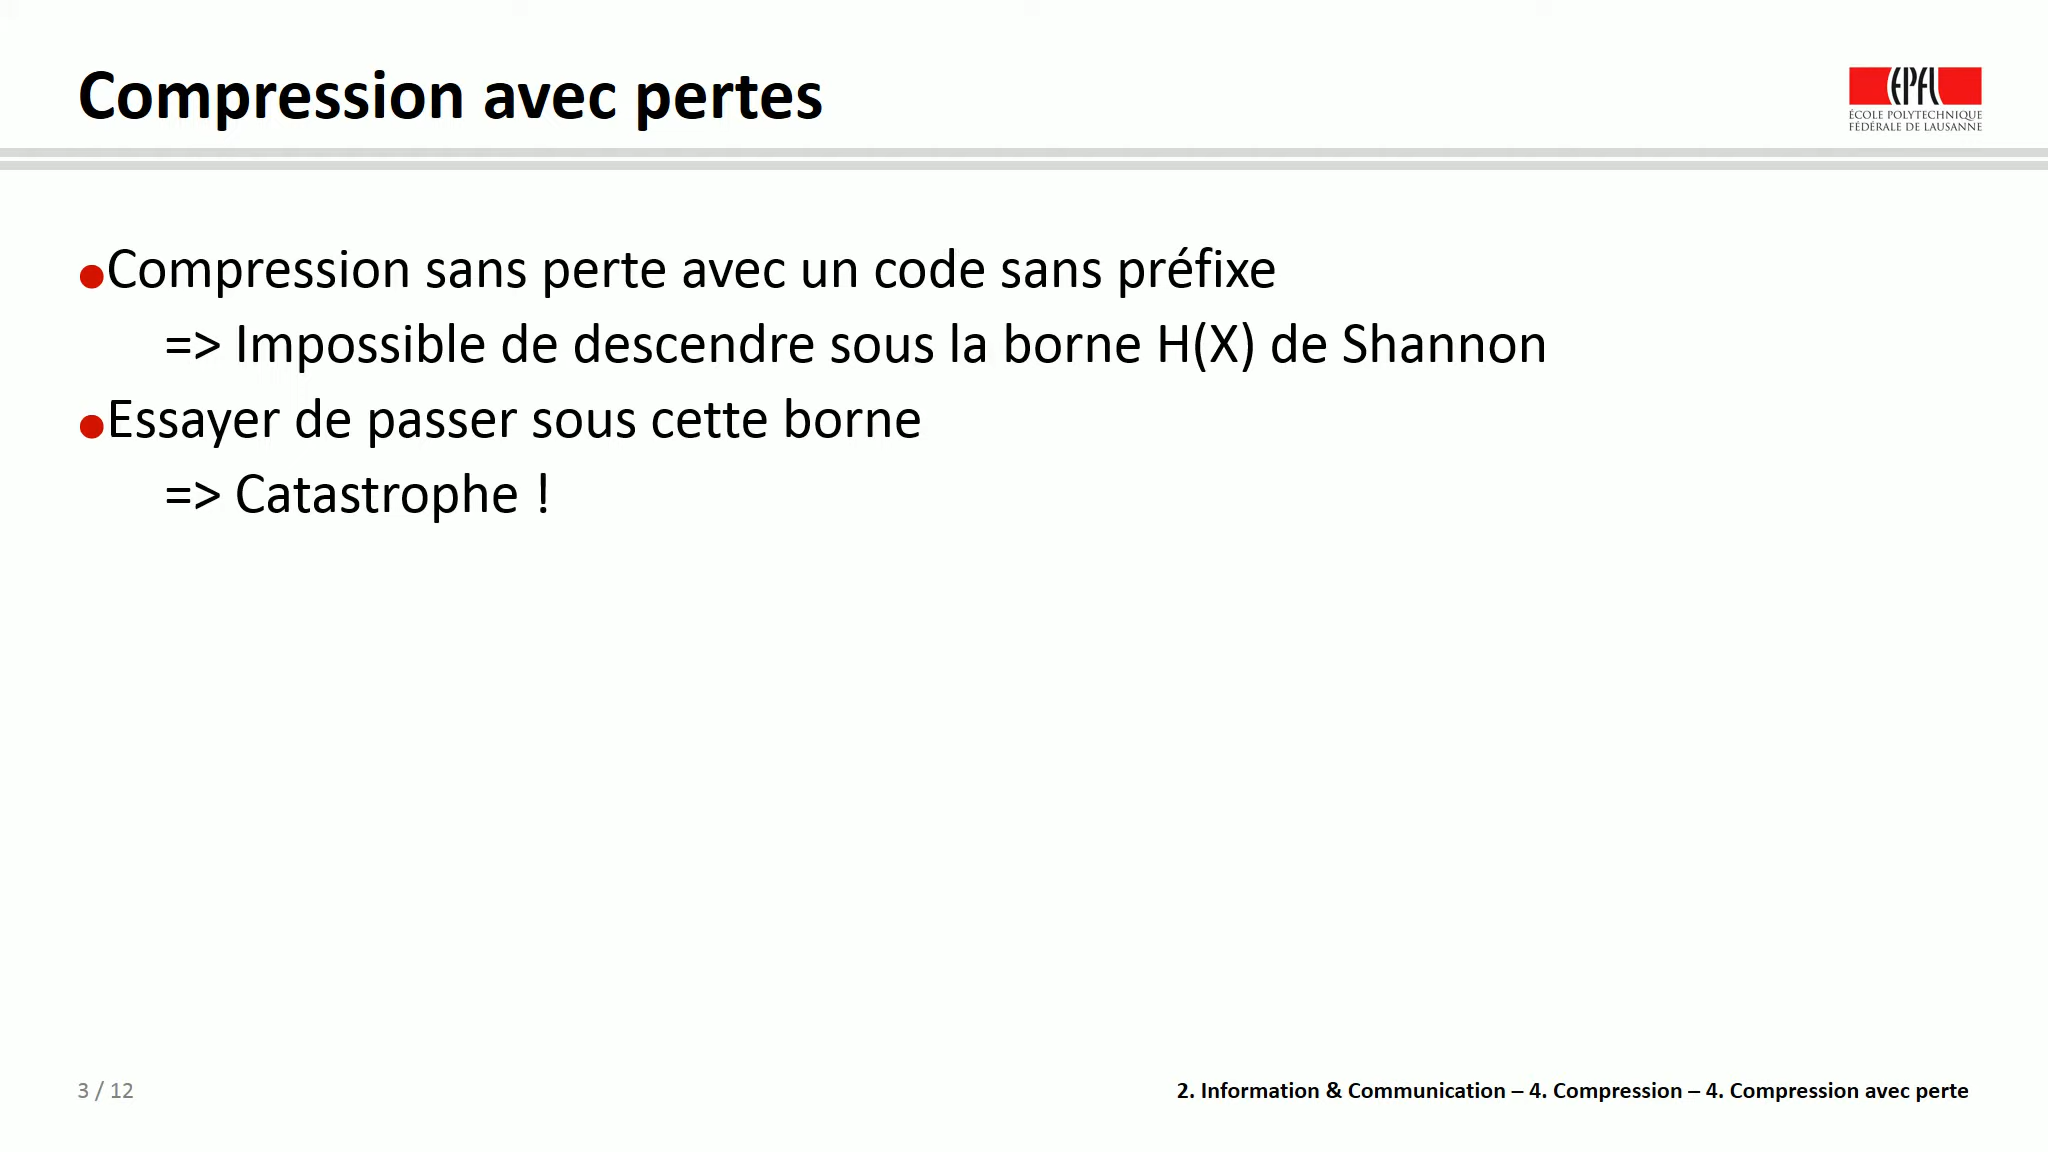 Compression avec pertes
EPFL
ÉCOLE POLYTECHNIQUE
FÉDÉRALE DE LAUSANNE
●Compression sans perte avec un code sans préfixe
=> Impossible de descendre sous la borne H(X) de Shannon
●Essayer de passer sous cette borne
=> Catastrophe !
3 / 12
2. Information & Communication – 4. Compression – 4. Compression avec perte